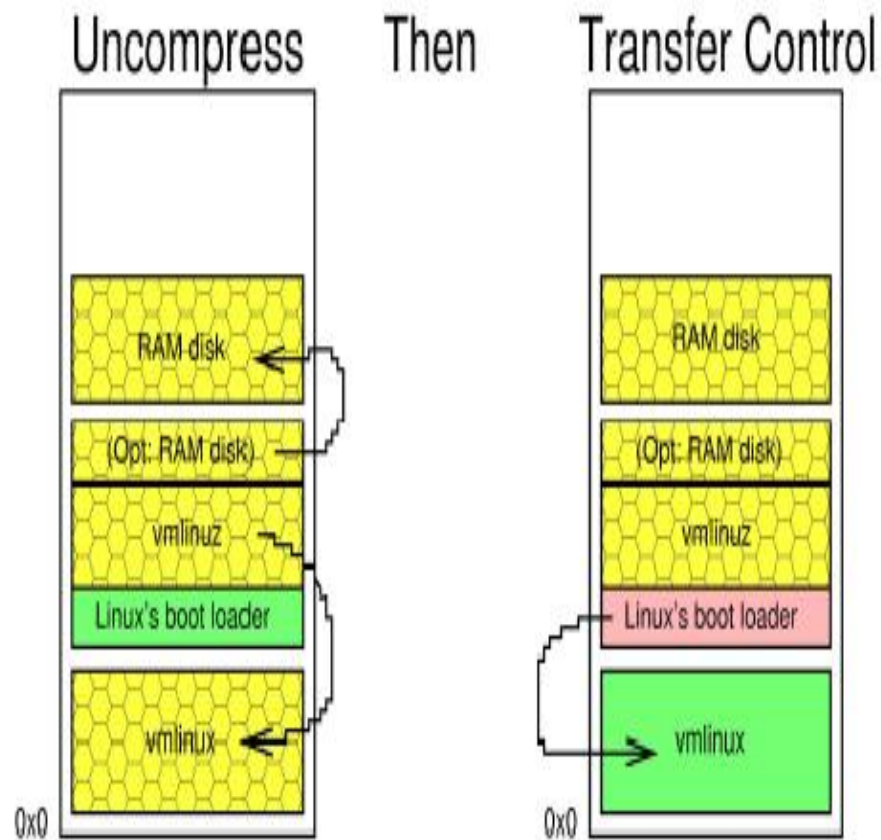 Uncompress Then Transfer Control
RAM disk
(Opt: RAM disk)
vmlinuz
Linux's boot loader
vmlinux
0x0
RAM disk
(Opt: RAM disk)
vmlinuz
Linux's boot loader
vmlinux
0x0